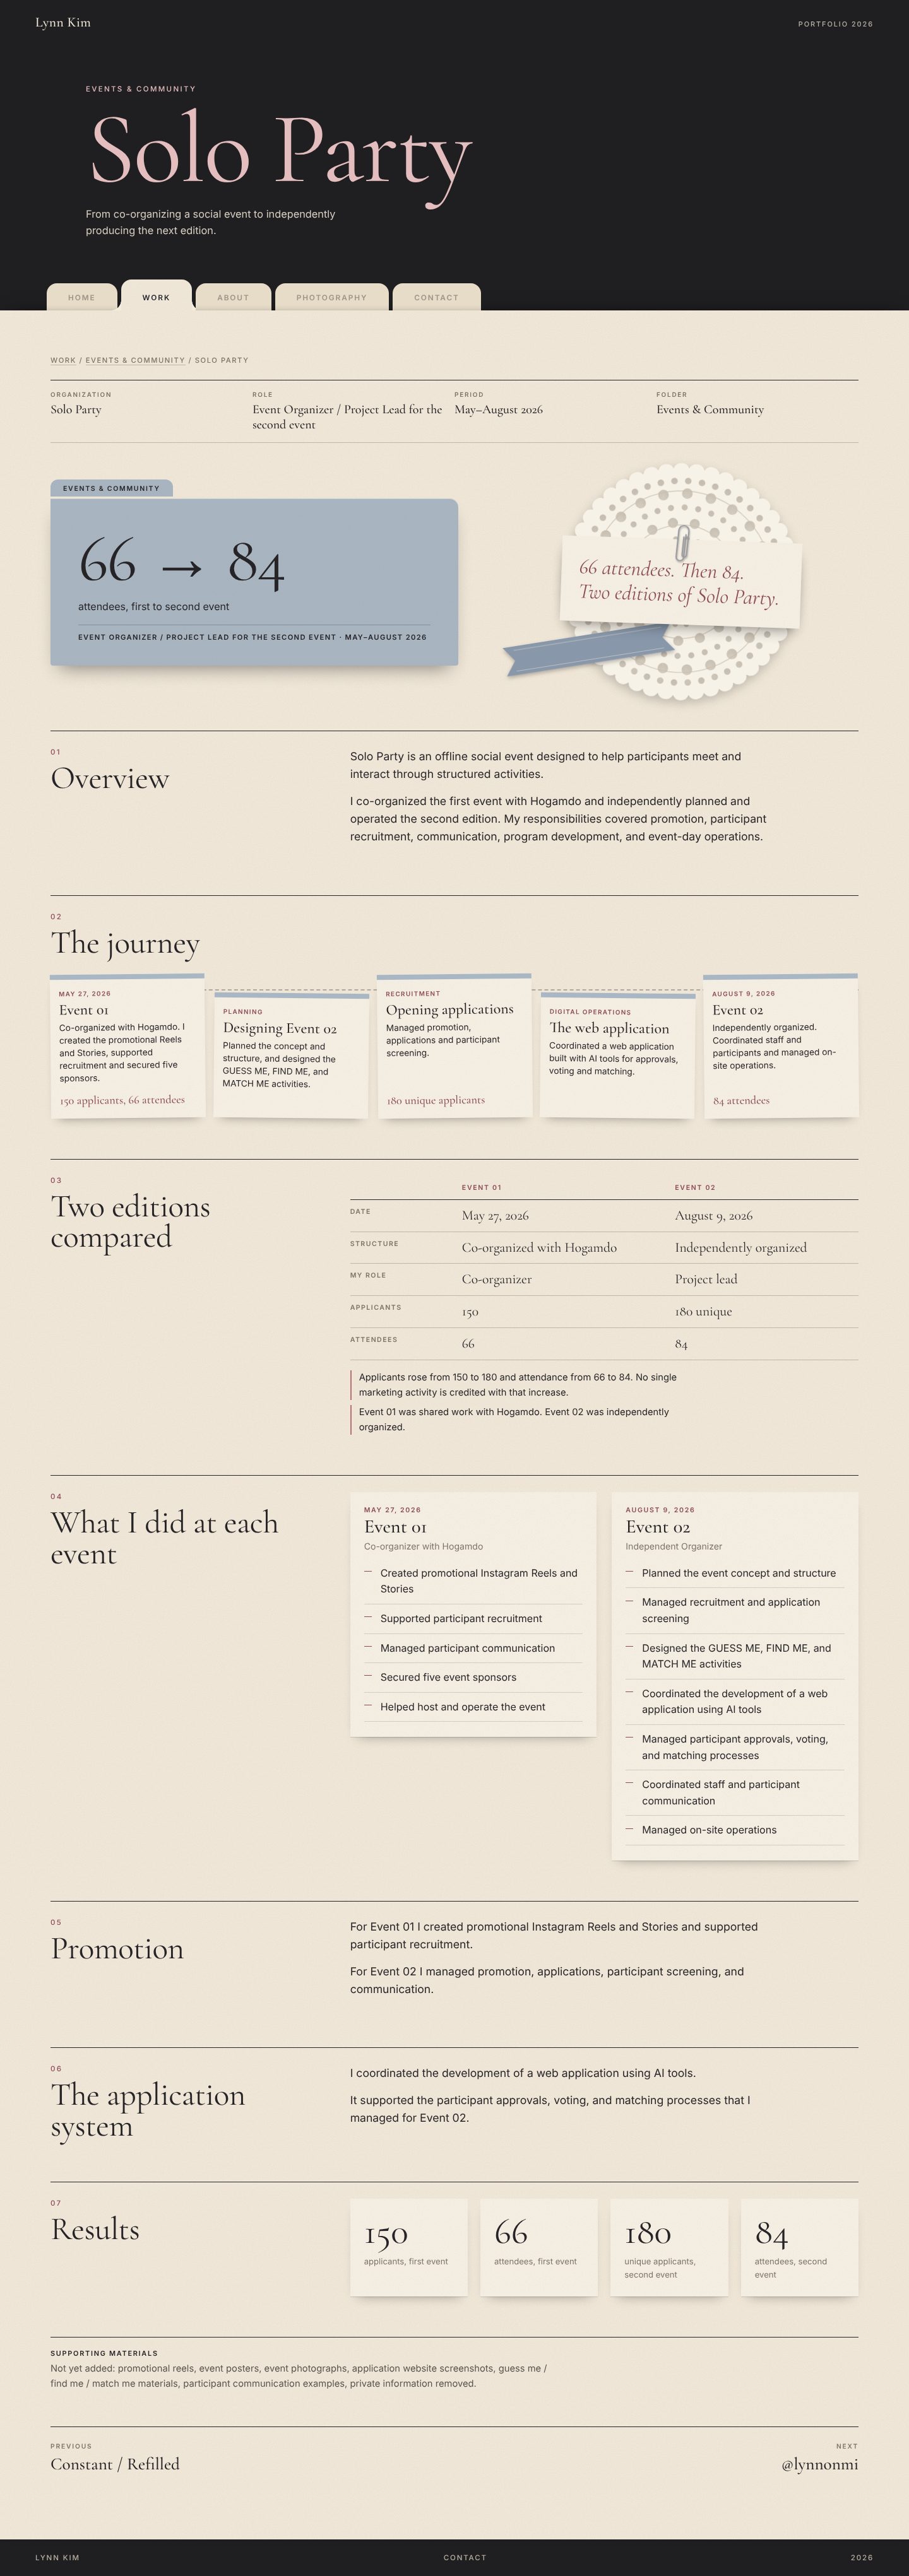 Lynn Kim
PORTFOLIO 2026
EVENTS & COMMUNITY
Solo Party
From co-organizing a social event to independently
producing the next edition.
HOME
WORK
ABOUT
PHOTOGRAPHY
CONTACT
WORK / EVENTS & COMMUNITY / SOLO PARTY
ORGANIZATION
Solo Party
ROLE
Event Organizer / Project Lead for the
second event
PERIOD
May–August 2026
FOLDER
Events & Community
EVENTS & COMMUNITY
66 → 84
attendees, first to second event
EVENT ORGANIZER / PROJECT LEAD FOR THE SECOND EVENT · MAY–AUGUST 2026
66 attendees. Then 84.
Two editions of Solo Party.
01
Overview
Solo Party is an offline social event designed to help participants meet and
interact through structured activities.
I co-organized the first event with Hogamdo and independently planned and
operated the second edition. My responsibilities covered promotion, participant
recruitment, communication, program development, and event-day operations.
02
The journey
MAY 27, 2026
Event 01
Co-organized with Hogamdo. I
created the promotional Reels
and Stories, supported
recruitment and secured five
sponsors.
150 applicants, 66 attendees
PLANNING
Designing Event 02
Planned the concept and
structure, and designed the
GUESS ME, FIND ME, and
MATCH ME activities.
RECRUITMENT
Opening applications
Managed promotion,
applications and participant
screening.
180 unique applicants
DIGITAL OPERATIONS
The web application
Coordinated a web application
built with AI tools for approvals,
voting and matching.
AUGUST 9, 2026
Event 02
Independently organized.
Coordinated staff and
participants and managed on-
site operations.
84 attendees
03
Two editions
compared
EVENT 01
EVENT 02
DATE
May 27, 2026
August 9, 2026
STRUCTURE
Co-organized with Hogamdo
Independently organized
MY ROLE
Co-organizer
Project lead
APPLICANTS
150
180 unique
ATTENDEES
66
84
Applicants rose from 150 to 180 and attendance from 66 to 84. No single
marketing activity is credited with that increase.
Event 01 was shared work with Hogamdo. Event 02 was independently
organized.
04
What I did at each
event
MAY 27, 2026
Event 01
Co-organizer with Hogamdo
— Created promotional Instagram Reels and
Stories
— Supported participant recruitment
— Managed participant communication
— Secured five event sponsors
— Helped host and operate the event
AUGUST 9, 2026
Event 02
Independent Organizer
— Planned the event concept and structure
— Managed recruitment and application
screening
— Designed the GUESS ME, FIND ME, and
MATCH ME activities
— Coordinated the development of a web
application using AI tools
— Managed participant approvals, voting,
and matching processes
— Coordinated staff and participant
communication
— Managed on-site operations
05
Promotion
For Event 01 I created promotional Instagram Reels and Stories and supported
participant recruitment.
For Event 02 I managed promotion, applications, participant screening, and
communication.
06
The application
system
I coordinated the development of a web application using AI tools.
It supported the participant approvals, voting, and matching processes that I
managed for Event 02.
07
Results
150
applicants, first event
66
attendees, first event
180
unique applicants,
second event
84
attendees, second
event
SUPPORTING MATERIALS
Not yet added: promotional reels, event posters, event photographs, application website screenshots, guess me /
find me / match me materials, participant communication examples, private information removed.
PREVIOUS
Constant / Refilled
NEXT
@lynnonmi
LYNN KIM
CONTACT
2026